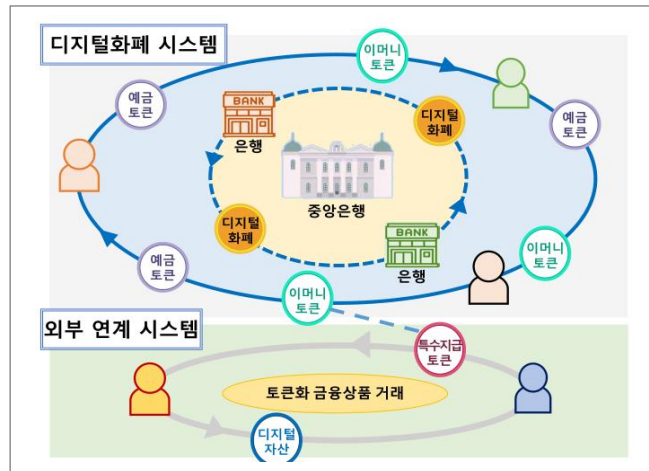 디지털화폐 시스템
이머니
토큰
예금
토큰
BANK
은행
디지털
화폐
예금
토큰
중앙은행
디지털
화폐
BANK
은행
이머니
토큰
예금
토큰
이머니
토큰
외부 연계 시스템
특수지급
토큰
토큰화 금융상품 거래
디지털
자산